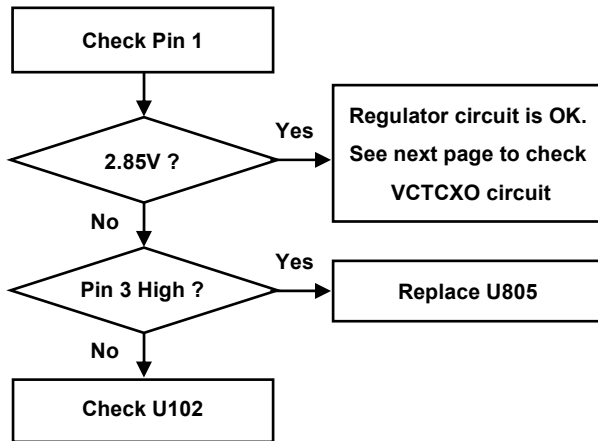 Check Pin 1
2.85V ?
Yes
Regulator circuit is OK.
See next page to check
VCTCXO circuit
No
Pin 3 High ?
Yes
Replace U805
No
Check U102